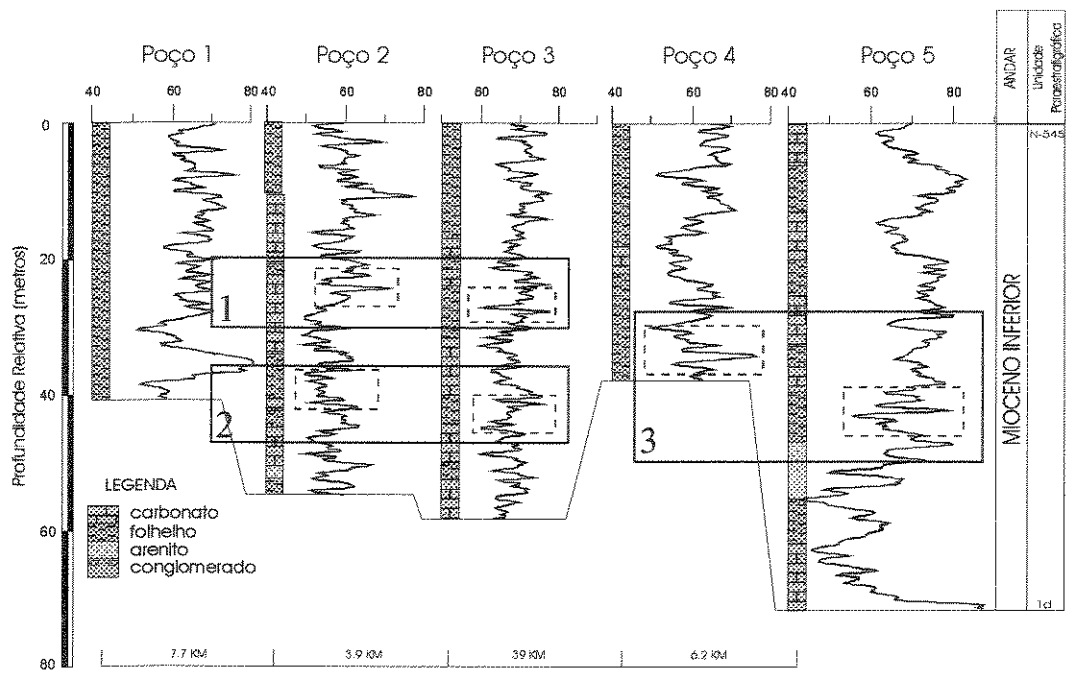 Poço 1
Poço 2
Poço 3
Poço 4
Poço 5
ANDAR
Unidade
Paraestratigráfica
40 60 80
40 60 80
60 80
40 60 80
40 60 80
Profundidade Relativa (metros)
0
20
40
60
80
N-545
1
2
3
MIOCENO INFERIOR
LEGENDA
carbonato
folhelho
arenito
conglomerado
1d
7.7 KM
3.9 KM
39 KM
6.2 KM